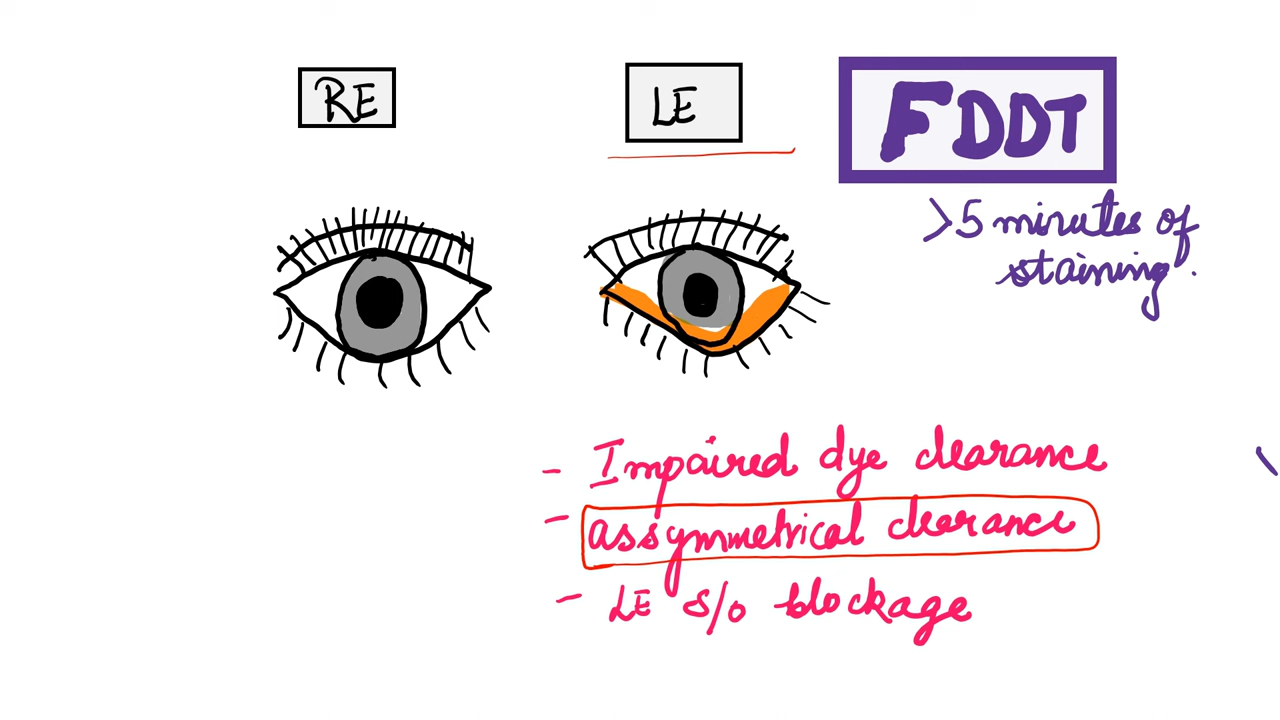 RE
LE
FDDT
>5 minutes of
staining.
- Impaired dye clearance
- assymmetrical clearance
- LE s/o blockage